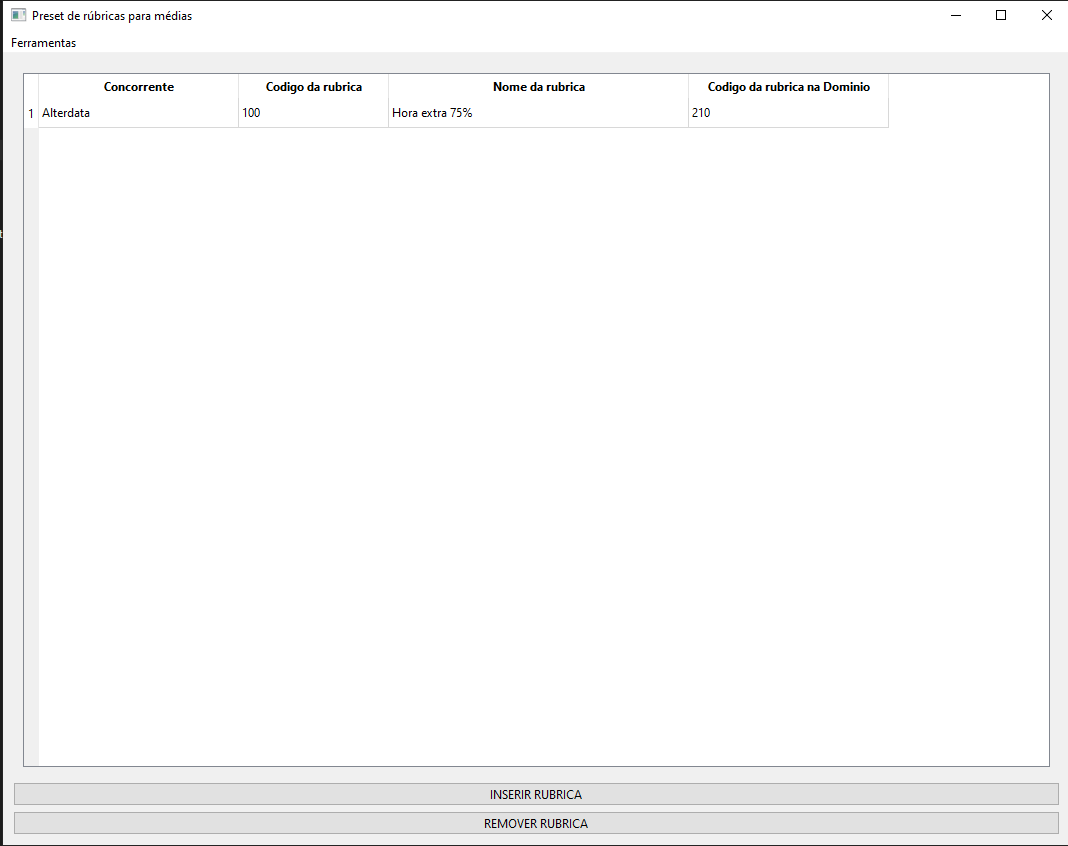 Preset de rúbricas para médias
Ferramentas
Concorrente Codigo da rubrica Nome da rubrica Codigo da rubrica na Dominio
1 Alterdata 100 Hora extra 75% 210
INSERIR RUBRICA
REMOVER RUBRICA